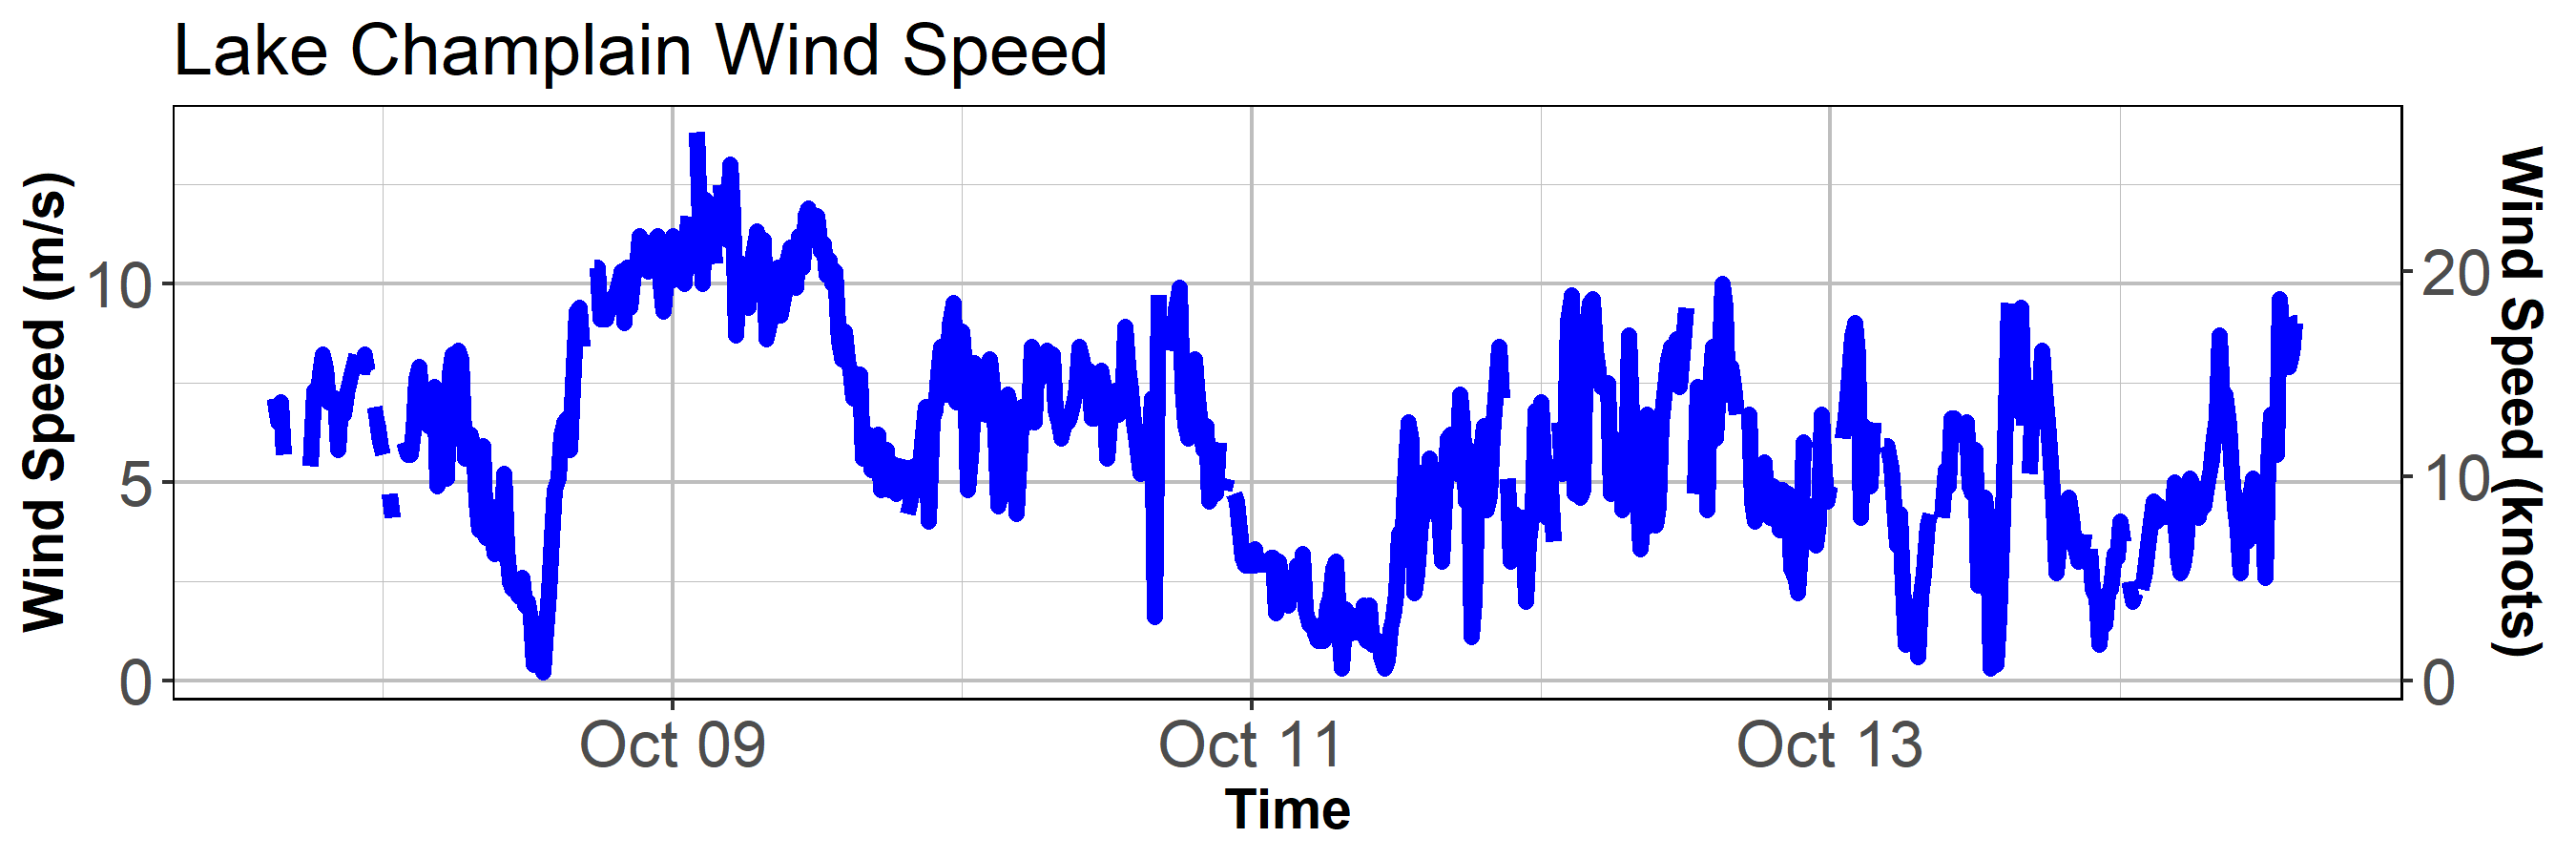 Lake Champlain Wind Speed
Wind Speed (m/s)
10
5
0
20
10
0
Wind Speed (knots)
Oct 09
Oct 11
Oct 13
Time